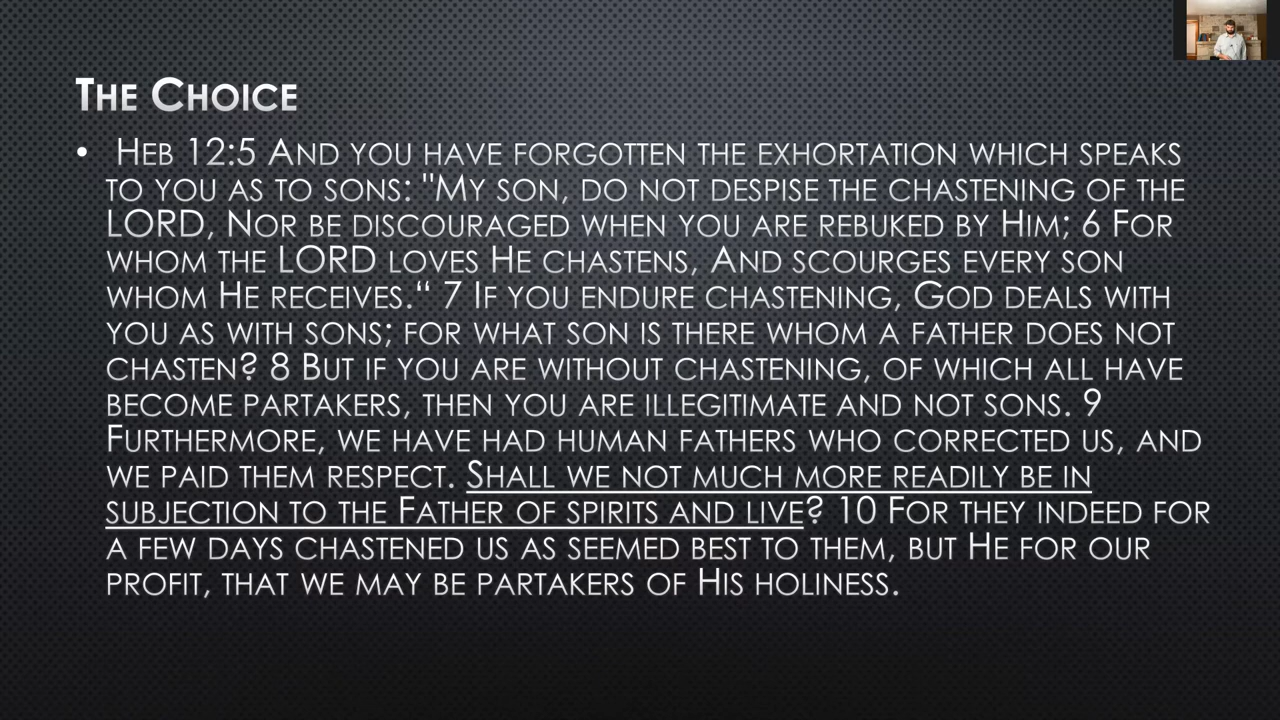 The Choice
• Heb 12:5 And you have forgotten the exhortation which speaks
to you as to sons: "My son, do not despise the chastening of the
LORD, Nor be discouraged when you are rebuked by Him; 6 For
whom the LORD loves He chastens, And scourges every son
whom He receives.“ 7 If you endure chastening, God deals with
you as with sons; for what son is there whom a father does not
chasten? 8 But if you are without chastening, of which all have
become partakers, then you are illegitimate and not sons. 9
Furthermore, we have had human fathers who corrected us, and
we paid them respect. Shall we not much more readily be in
subjection to the Father of spirits and live? 10 For they indeed for
a few days chastened us as seemed best to them, but He for our
profit, that we may be partakers of His holiness.